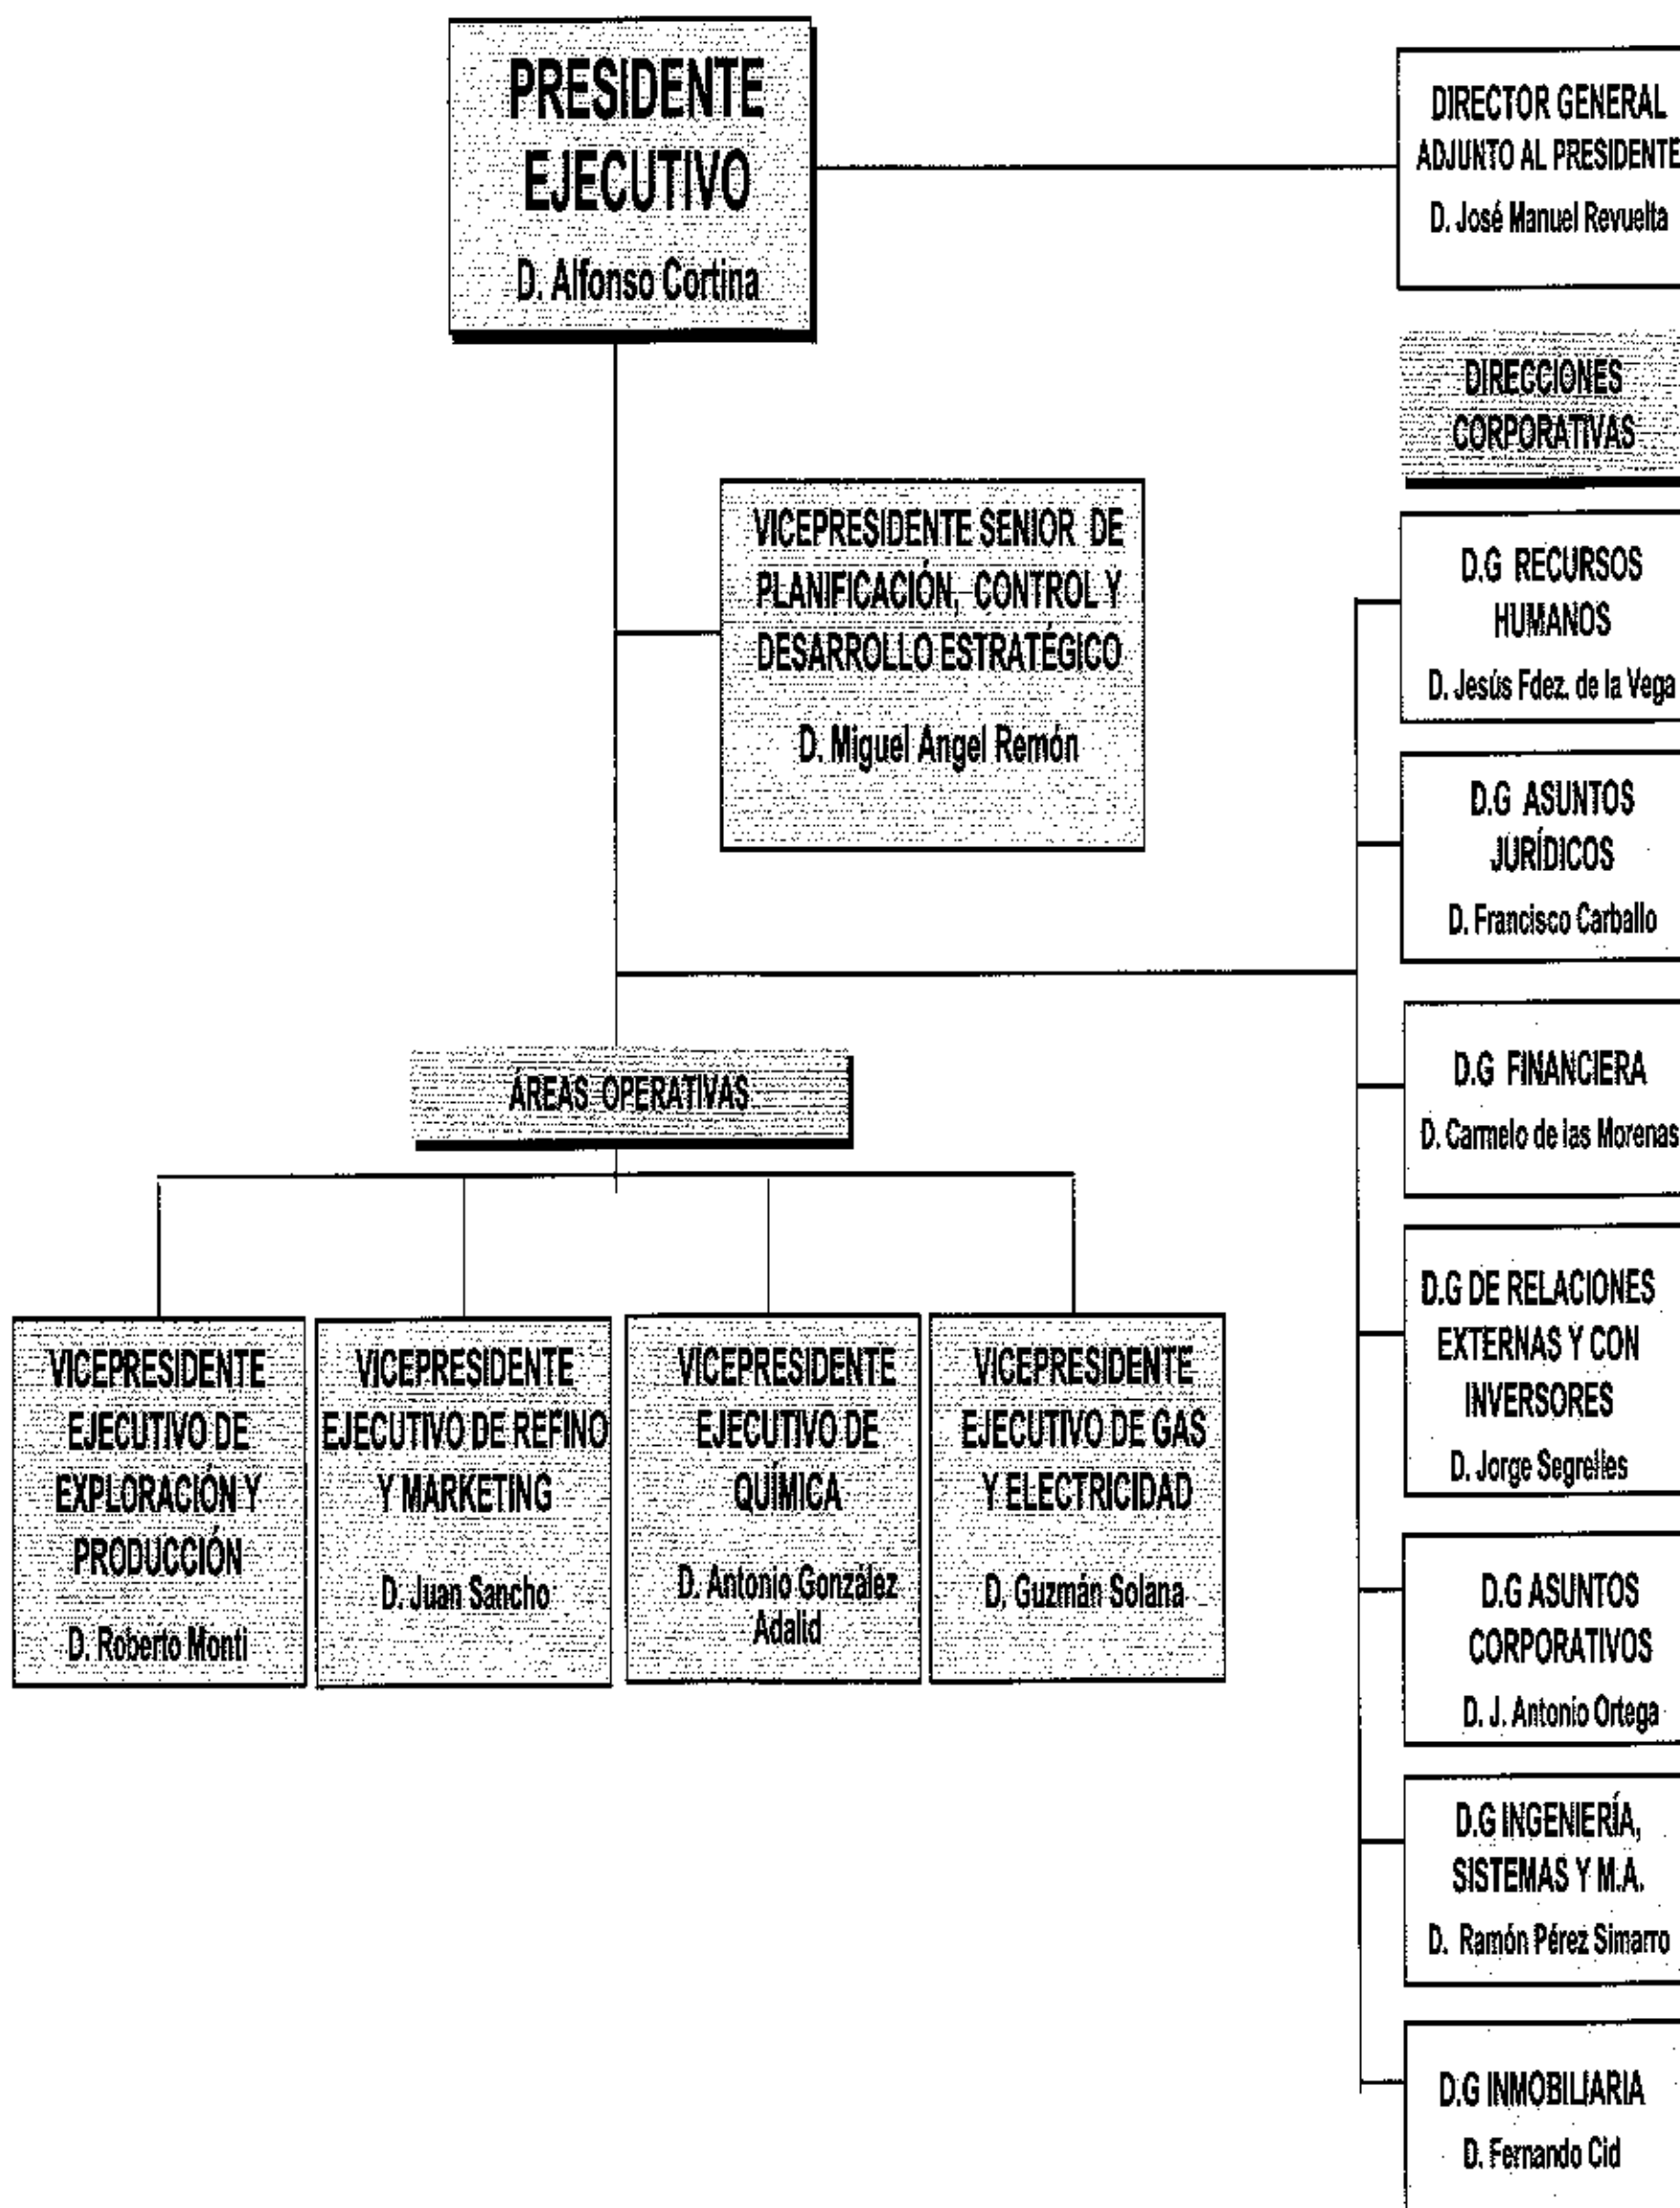 PRESIDENTE
EJECUTIVO
D. Alfonso Cortina
DIRECTOR GENERAL
ADJUNTO AL PRESIDENTE
D. José Manuel Revuelta
DIRECCIONES
CORPORATIVAS
VICEPRESIDENTE SENIOR DE
PLANIFICACIÓN, CONTROL Y
DESARROLLO ESTRATÉGICO
D. Miguel Angel Remón
D.G RECURSOS
HUMANOS
D. Jesús Fdez. de la Vega
D.G ASUNTOS
JURÍDICOS
D. Francisco Carballo
D.G FINANCIERA
D. Carmelo de las Morenas
D.G DE RELACIONES
EXTERNAS Y CON
INVERSORES
D. Jorge Segrelles
D.G ASUNTOS
CORPORATIVOS
D. J. Antonio Ortega
D.G INGENIERÍA,
SISTEMAS Y M.A.
D. Ramón Pérez Simarro
D.G INMOBILIARIA
D. Fernando Cid
ÁREAS OPERATIVAS
VICEPRESIDENTE
EJECUTIVO DE
EXPLORACIÓN Y
PRODUCCIÓN
D. Roberto Monti
VICEPRESIDENTE
EJECUTIVO DE REFINO
Y MARKETING
D. Juan Sancho
VICEPRESIDENTE
EJECUTIVO DE
QUÍMICA
D. Antonio González
Adalid
VICEPRESIDENTE
EJECUTIVO DE GAS
Y ELECTRICIDAD
D. Guzmán Solana